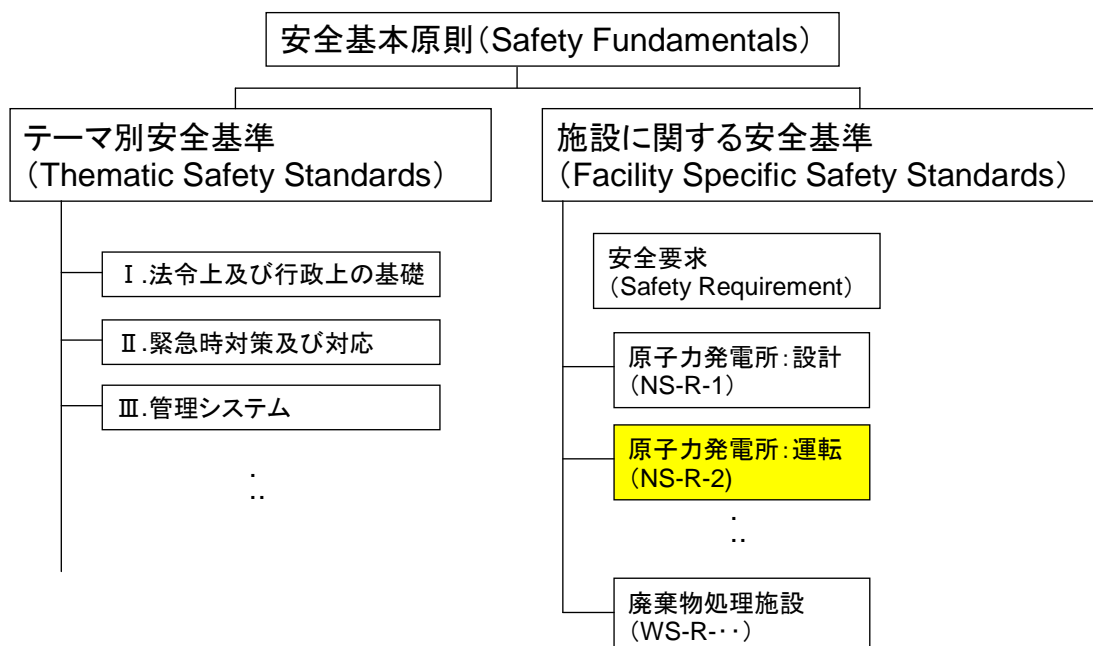 安全基本原則(Safety Fundamentals)
テーマ別安全基準
(Thematic Safety Standards)
Ⅰ.法令上及び行政上の基礎
Ⅱ.緊急時対策及び対応
Ⅲ.管理システム
施設に関する安全基準
(Facility Specific Safety Standards)
安全要求
(Safety Requirement)
原子力発電所:設計
(NS-R-1)
原子力発電所:運転
(NS-R-2)
廃棄物処理施設
(WS-R-・・)